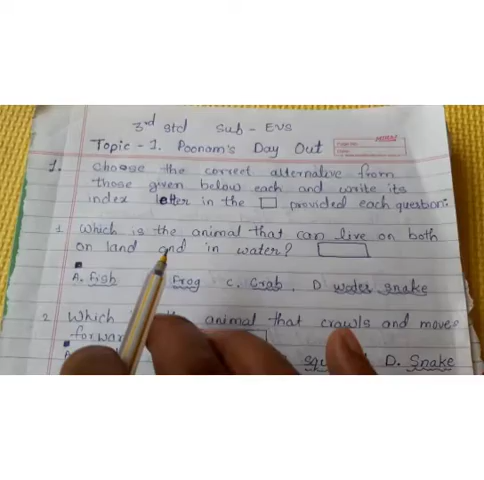 3rd Std Sub - EVS
Topic - 1. Poonam's Day Out
1. Choose the correct alternative from
those given below each and write its
index letter in the □ provided each question:
1. Which is the animal that can live on both
on land and in water?
A. Fish Frog C. Crab, D water snake
2. Which animal that crawls and moves
forwar
A. squ D. Snake